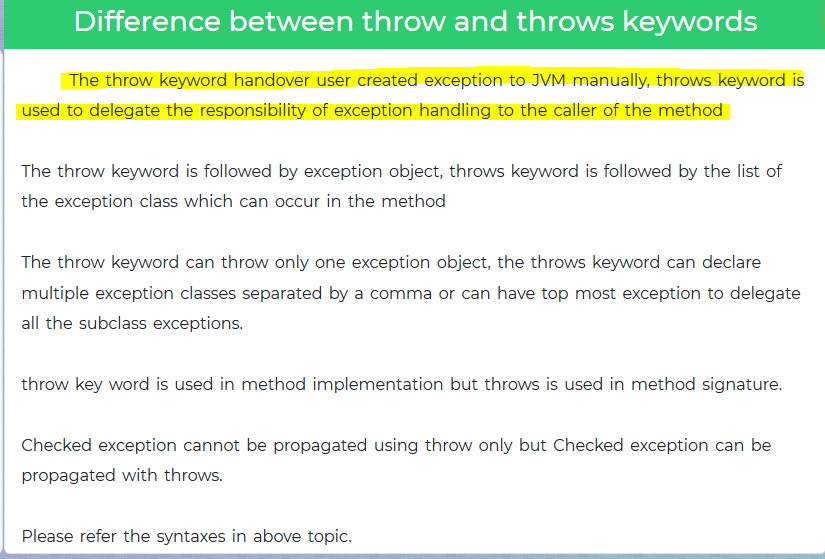 Difference between throw and throws keywords
The throw keyword handover user created exception to JVM manually, throws keyword is
used to delegate the responsibility of exception handling to the caller of the method
The throw keyword is followed by exception object, throws keyword is followed by the list of
the exception class which can occur in the method
The throw keyword can throw only one exception object, the throws keyword can declare
multiple exception classes separated by a comma or can have top most exception to delegate
all the subclass exceptions.
throw key word is used in method implementation but throws is used in method signature.
Checked exception cannot be propagated using throw only but Checked exception can be
propagated with throws.
Please refer the syntaxes in above topic.